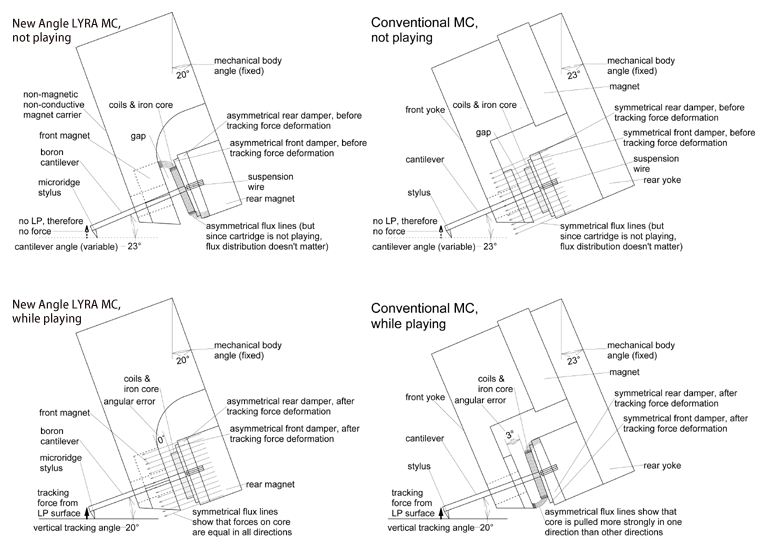 New Angle LYRA MC,
not playing
mechanical body
angle (fixed)
20°
non-magnetic
non-conductive
magnet carrier
coils & iron core
front magnet
gap
asymmetrical rear damper, before
tracking force deformation
asymmetrical front damper, before
tracking force deformation
boron
cantilever
microridge
stylus
suspension
wire
rear magnet
no LP, therefore
no force
asymmetrical flux lines (but
since cartridge is not playing,
flux distribution doesn't matter)
cantilever angle (variable)
23°
Conventional MC,
not playing
mechanical body
angle (fixed)
23°
magnet
front yoke
coils & iron core
gap
symmetrical rear damper, before
tracking force deformation
symmetrical front damper, before
tracking force deformation
cantilever
suspension
wire
stylus
rear yoke
no LP, therefore
no force
symmetrical flux lines (but
since cartridge is not playing,
flux distribution doesn't matter)
cantilever angle (variable)
23°
New Angle LYRA MC,
while playing
mechanical body
angle (fixed)
20°
coils &
iron core
angular error
0°
front magnet
asymmetrical rear damper, after
tracking force deformation
asymmetrical front damper, after
tracking force deformation
boron
cantilever
microridge
stylus
rear magnet
tracking
force from
LP surface
symmetrical flux lines
show that forces on core
are equal in all directions
vertical tracking angle
20°
Conventional MC,
while playing
mechanical body
angle (fixed)
23°
magnet
coils &
iron core
front yoke
angular error
3°
symmetrical rear damper, after
tracking force deformation
symmetrical front damper, after
tracking force deformation
cantilever
stylus
rear yoke
tracking
force from
LP surface
asymmetrical flux lines show that
core is pulled more strongly in one
direction than other directions
vertical tracking angle
20°